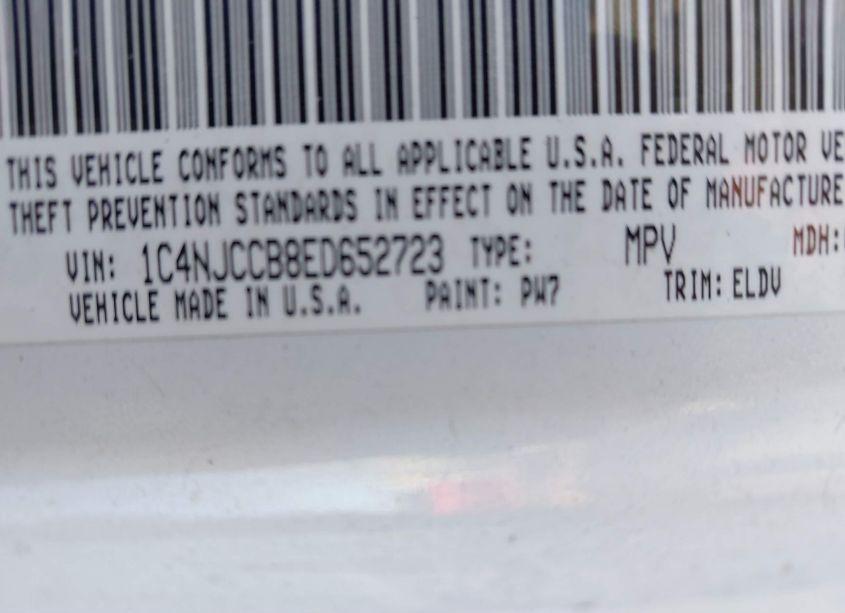 THIS VEHICLE CONFORMS TO ALL APPLICABLE U.S.A. FEDERAL MOTOR VE
THEFT PREVENTION STANDARDS IN EFFECT ON THE DATE OF MANUFACTURE
VIN: 1C4NJCCB8ED652723 TYPE: MPV MDH:
VEHICLE MADE IN U.S.A. PAINT: PW7 TRIM: ELDV